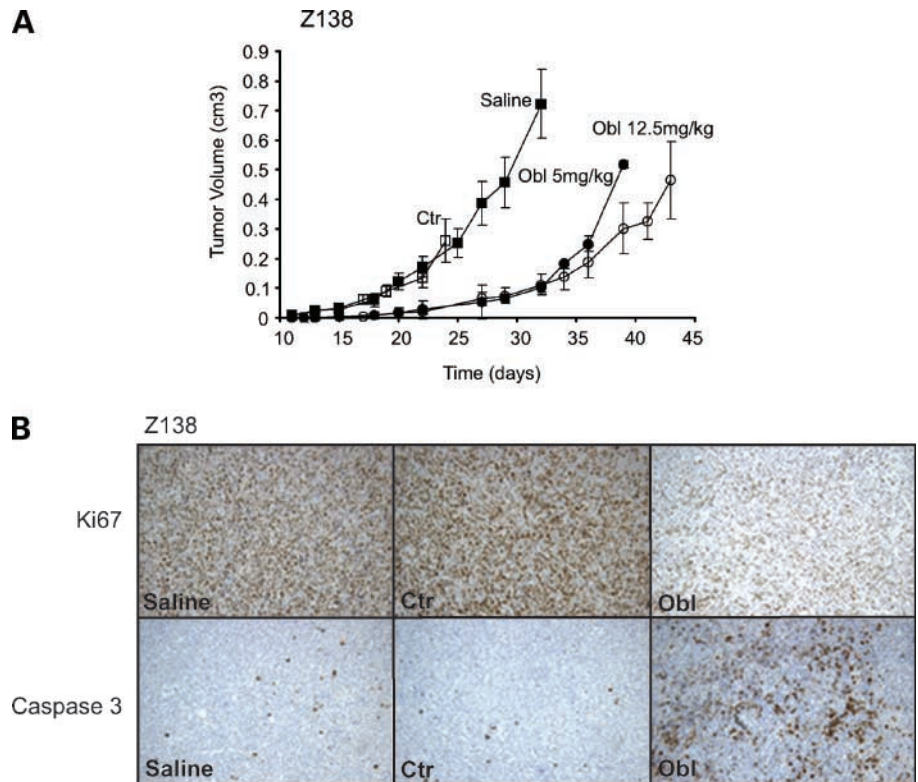 A
Z138
Tumor Volume (cm3)
0.9
0.8
0.7
0.6
0.5
0.4
0.3
0.2
0.1
0
Saline
Obl 12.5mg/kg
Obl 5mg/kg
Ctr
10 15 20 25 32 35 40 45
Time (days)
B
Z138
Ki67
Saline Ctr Obl
Caspase 3
Saline Ctr Obl